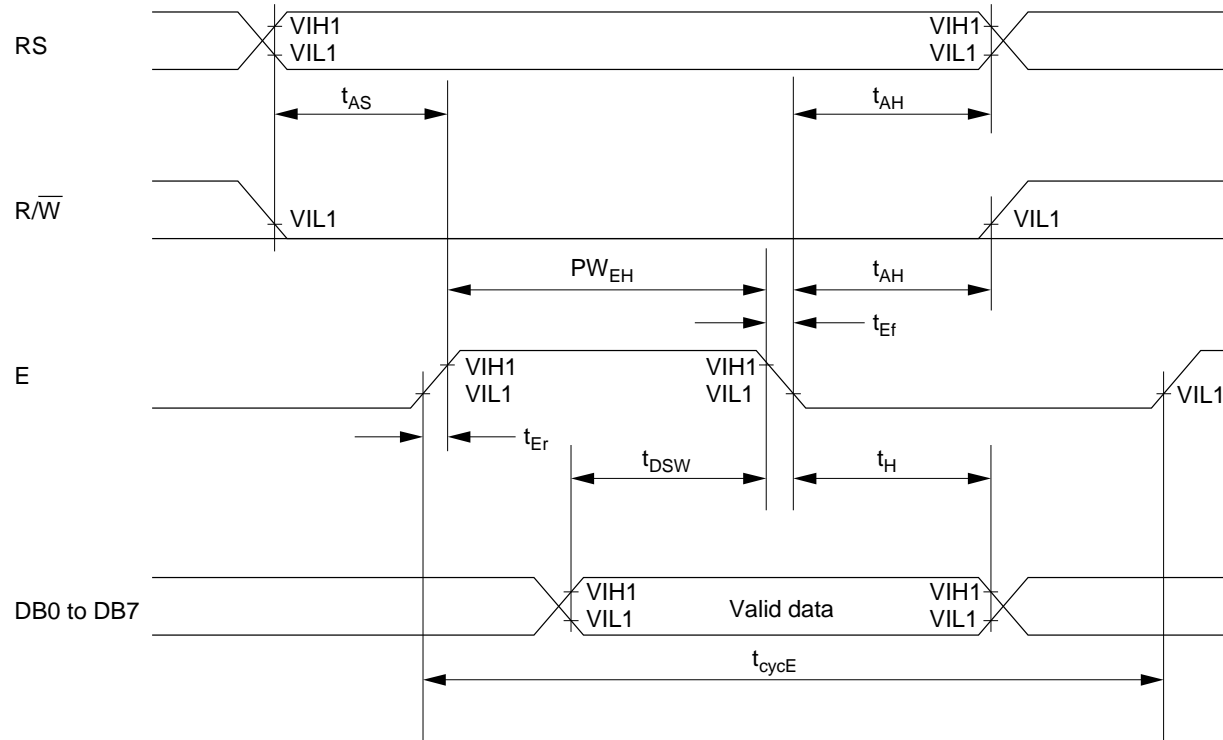 RS
VIH1
VIL1
VIH1
VIL1
tAS
tAH
R/W̅
VIL1
VIL1
PWEH
tAH
tEf
E
VIH1
VIL1
VIH1
VIL1
VIL1
tEr
tDSW
tH
DB0 to DB7
VIH1
VIL1
Valid data
VIH1
VIL1
tcycE